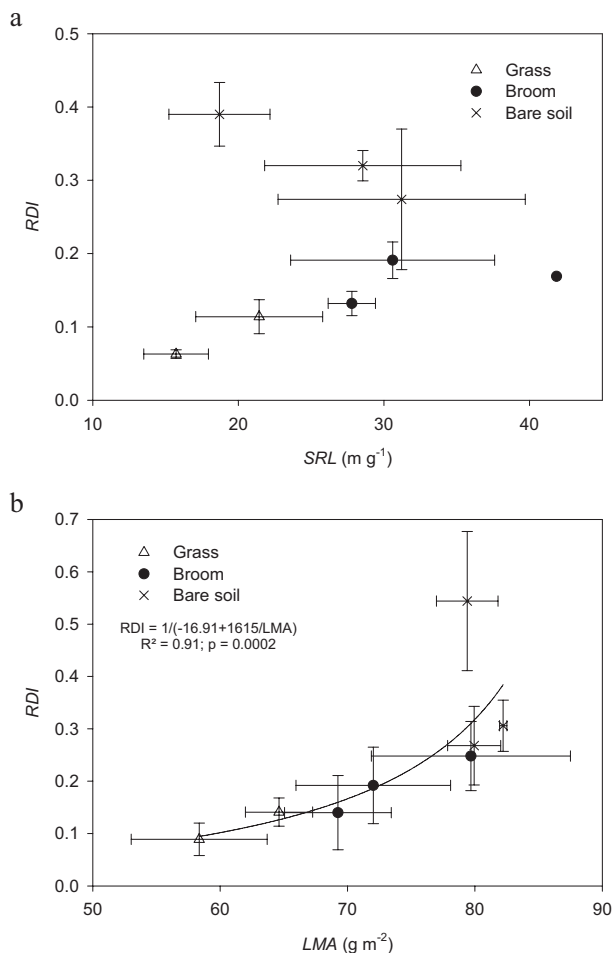 a
0.5
Grass
Broom
0.4
Bare soil
0.3
RDI
0.2
0.1
0.0
10 20 30 40
SRL (m g⁻¹)
b
0.7
Grass
0.6
Broom
Bare soil
0.5
RDI = 1/(-16.91+1615/LMA)
R² = 0.91; p = 0.0002
0.4
RDI
0.3
0.2
0.1
0.0
50 60 70 80 90
LMA (g m⁻²)